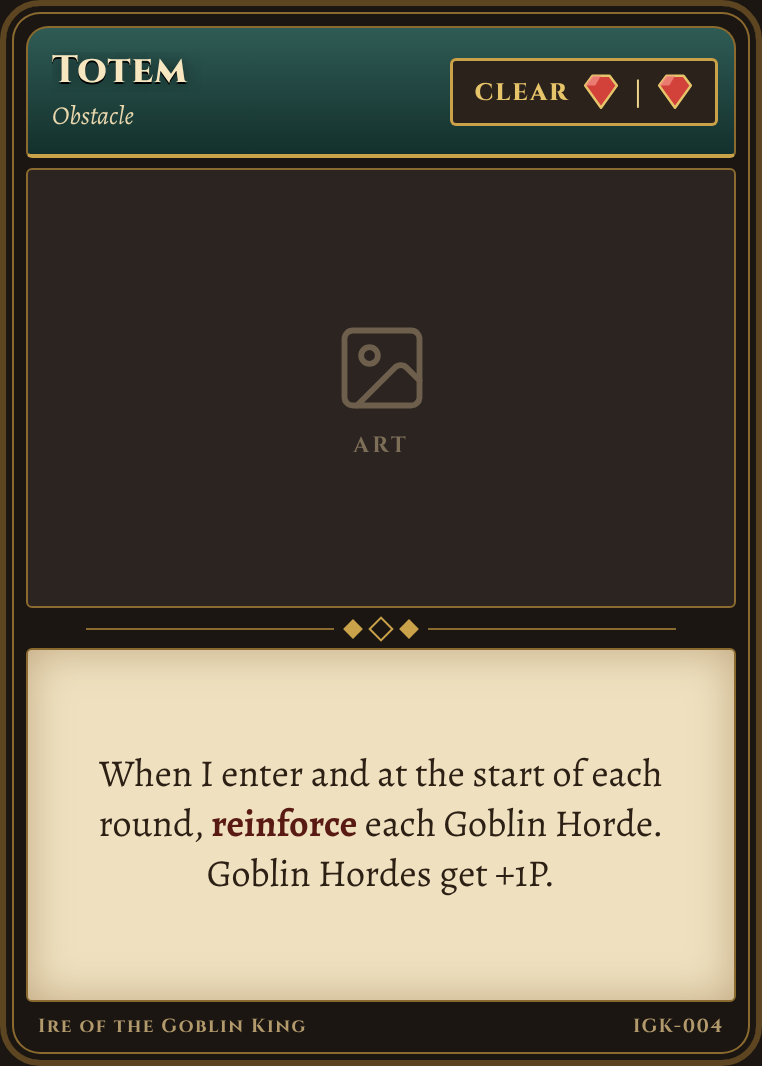 Totem
Obstacle
CLEAR |
ART
When I enter and at the start of each
round, reinforce each Goblin Horde.
Goblin Hordes get +1P.
Ire of the Goblin King
IGK-004